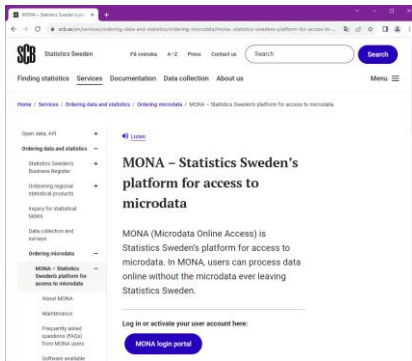 MONA – Statistics Sweden's pl
scb.se/en/services/ordering-data-and-statistics/ordering-microdata/mona--statistics-swedens-platform-for-access-to-...
SCB Statistics Sweden
På svenska A–Z Press Contact us Search Search
Finding statistics Services Documentation Data collection About us Menu
Home / Services / Ordering data and statistics / Ordering microdata / MONA – Statistics Sweden's platform for access to microdata
Open data, API +
Ordering data and statistics –
Statistics Sweden's +
Business Register
Ordering regional +
statistical products
Inquiry for statistical
tables
Data collection and
surveys
Ordering microdata –
MONA – Statistics –
Sweden's platform for
access to microdata
About MONA
Maintenance
Frequently asked
questions (FAQs)
from MONA users
Software available
Listen
MONA – Statistics Sweden's
platform for access to
microdata
MONA (Microdata Online Access) is
Statistics Sweden's platform for access to
microdata. In MONA, users can process data
online without the microdata ever leaving
Statistics Sweden.
Log in or activate your user account here:
MONA login portal